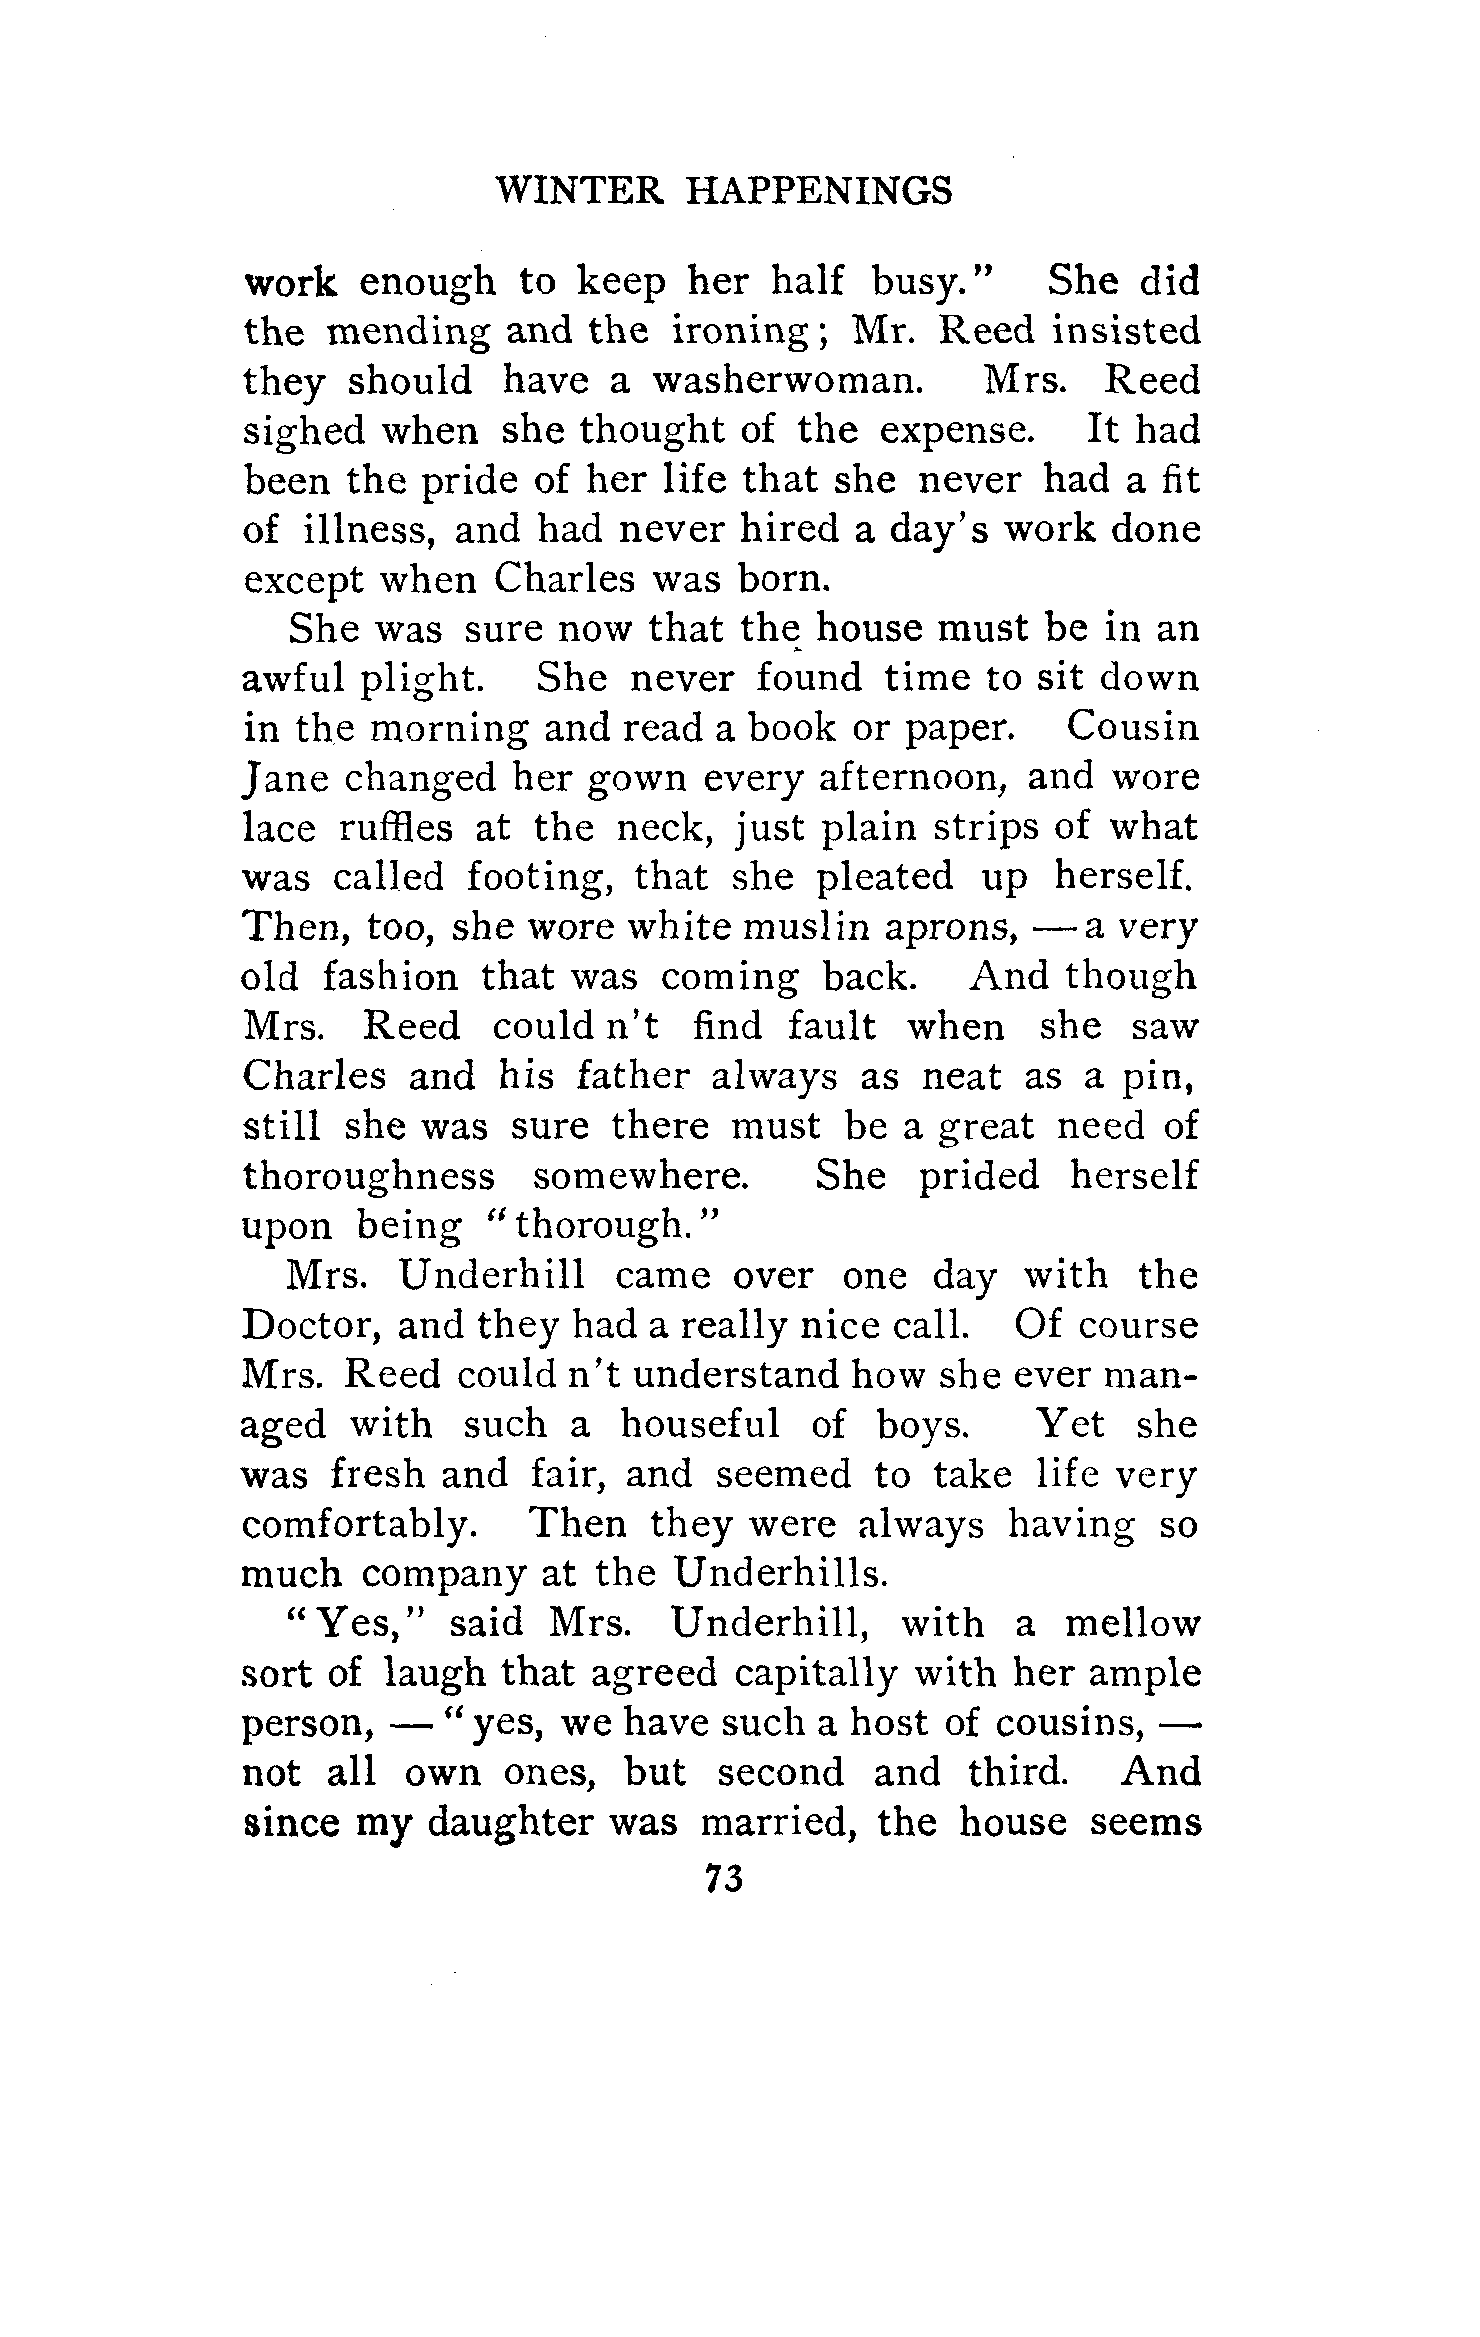 WINTER HAPPENINGS
work enough to keep her half busy." She did
the mending and the ironing; Mr. Reed insisted
they should have a washerwoman. Mrs. Reed
sighed when she thought of the expense. It had
been the pride of her life that she never had a fit
of illness, and had never hired a day's work done
except when Charles was born.
She was sure now that the house must be in an
awful plight. She never found time to sit down
in the morning and read a book or paper. Cousin
Jane changed her gown every afternoon, and wore
lace ruffles at the neck, just plain strips of what
was called footing, that she pleated up herself.
Then, too, she wore white muslin aprons, — a very
old fashion that was coming back. And though
Mrs. Reed could n't find fault when she saw
Charles and his father always as neat as a pin,
still she was sure there must be a great need of
thoroughness somewhere. She prided herself
upon being "thorough."
Mrs. Underhill came over one day with the
Doctor, and they had a really nice call. Of course
Mrs. Reed could n't understand how she ever man-
aged with such a houseful of boys. Yet she
was fresh and fair, and seemed to take life very
comfortably. Then they were always having so
much company at the Underhills.
"Yes," said Mrs. Underhill, with a mellow
sort of laugh that agreed capitally with her ample
person, — "yes, we have such a host of cousins, —
not all own ones, but second and third. And
since my daughter was married, the house seems
73